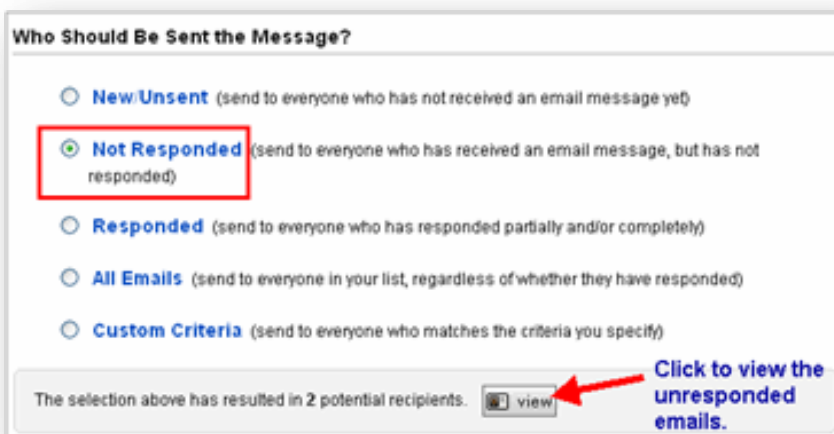 Who Should Be Sent the Message?
New/Unsent (send to everyone who has not received an email message yet)
Not Responded (send to everyone who has received an email message, but has not
responded)
Responded (send to everyone who has responded partially and/or completely)
All Emails (send to everyone in your list, regardless of whether they have responded)
Custom Criteria (send to everyone who matches the criteria you specify)
The selection above has resulted in 2 potential recipients. view
Click to view the
unresponded
emails.